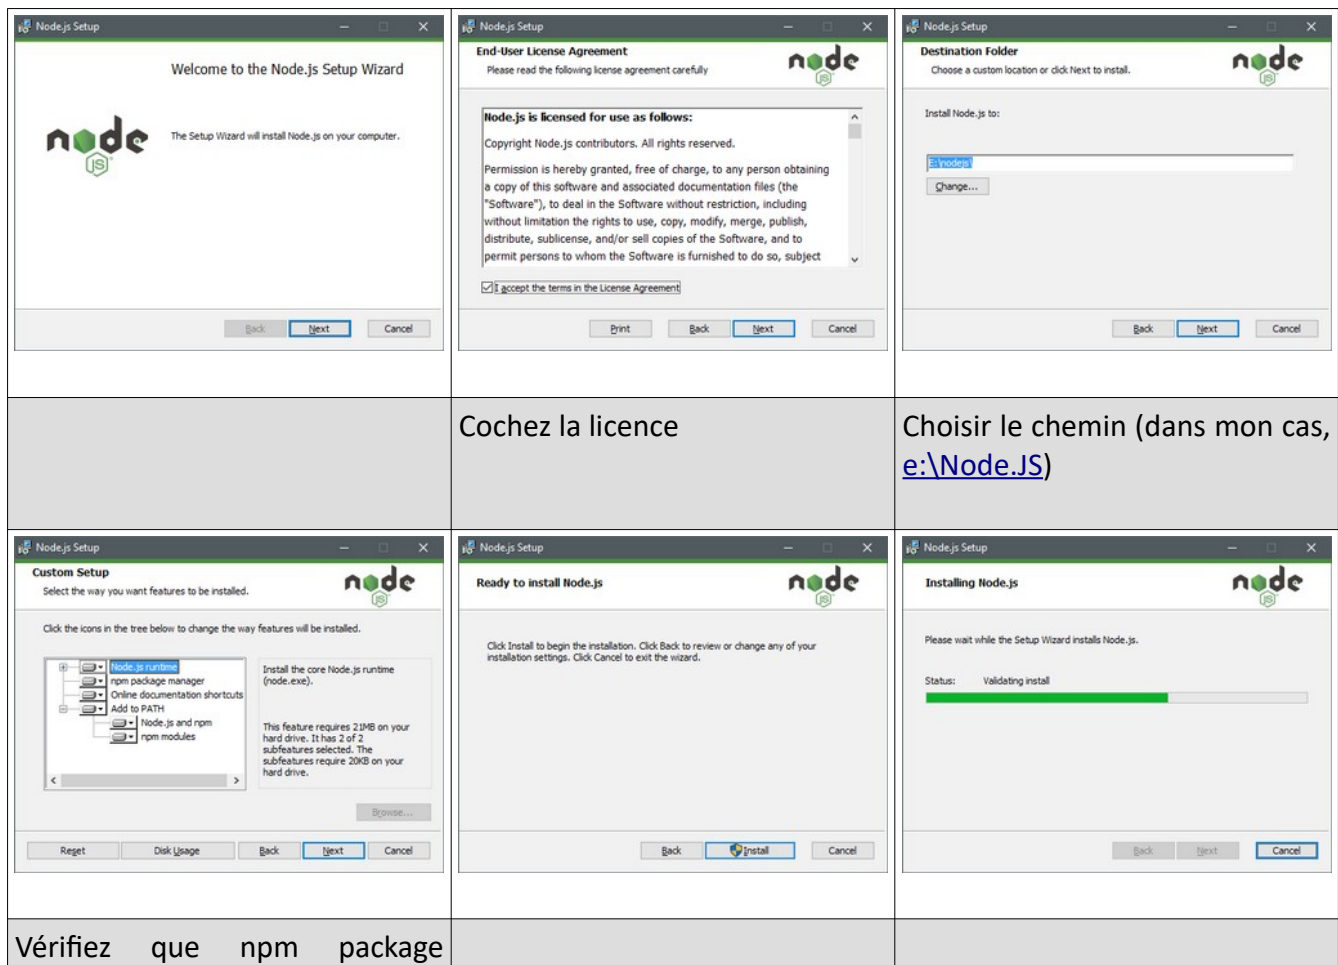 Node.js Setup
Welcome to the Node.js Setup Wizard
node
JS
The Setup Wizard will install Node.js on your computer.
Back Next Cancel
Node.js Setup
End-User License Agreement
Please read the following license agreement carefully
node
JS
Node.js is licensed for use as follows:
Copyright Node.js contributors. All rights reserved.
Permission is hereby granted, free of charge, to any person obtaining
a copy of this software and associated documentation files (the
"Software"), to deal in the Software without restriction, including
without limitation the rights to use, copy, modify, merge, publish,
distribute, sublicense, and/or sell copies of the Software, and to
permit persons to whom the Software is furnished to do so, subject
I accept the terms in the License Agreement
Print Back Next Cancel
Node.js Setup
Destination Folder
Choose a custom location or click Next to install.
node
JS
Install Node.js to:
E:\nodejs\
Change...
Back Next Cancel
Cochez la licence
Choisir le chemin (dans mon cas,
e:\Node.JS)
Node.js Setup
Custom Setup
Select the way you want features to be installed.
node
JS
Click the icons in the tree below to change the way features will be installed.
Node.js runtime
npm package manager
Online documentation shortcuts
Add to PATH
Node.js and npm
npm modules
Install the core Node.js runtime
(node.exe).
This feature requires 21MB on your
hard drive. It has 2 of 2
subfeatures selected. The
subfeatures require 20KB on your
hard drive.
Browse...
Reset Disk Usage Back Next Cancel
Node.js Setup
Ready to install Node.js
node
JS
Click Install to begin the installation. Click Back to review or change any of your
installation settings. Click Cancel to exit the wizard.
Back Install Cancel
Node.js Setup
Installing Node.js
node
JS
Please wait while the Setup Wizard installs Node.js.
Status: Validating install
Back Next Cancel
Vérifiez que npm package